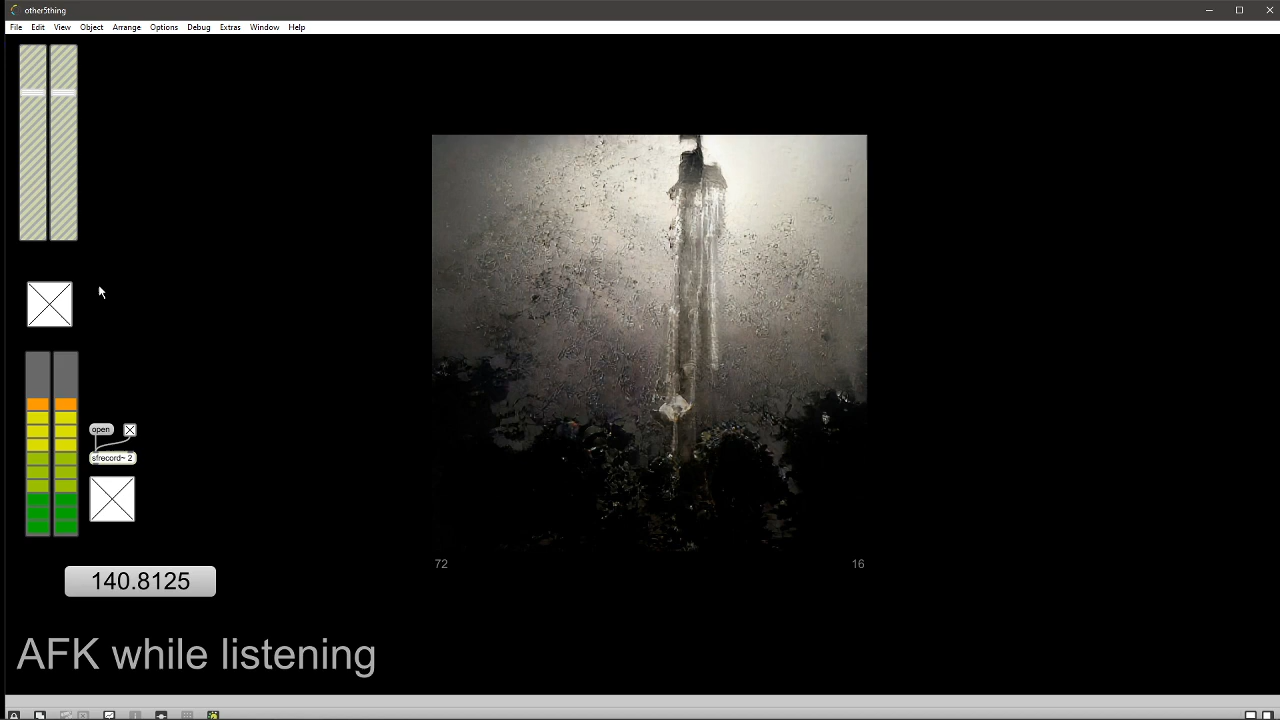 other5thing
File Edit View Object Arrange Options Debug Extras Window Help
open
sfrecord~ 2
72 16
140.8125
AFK while listening